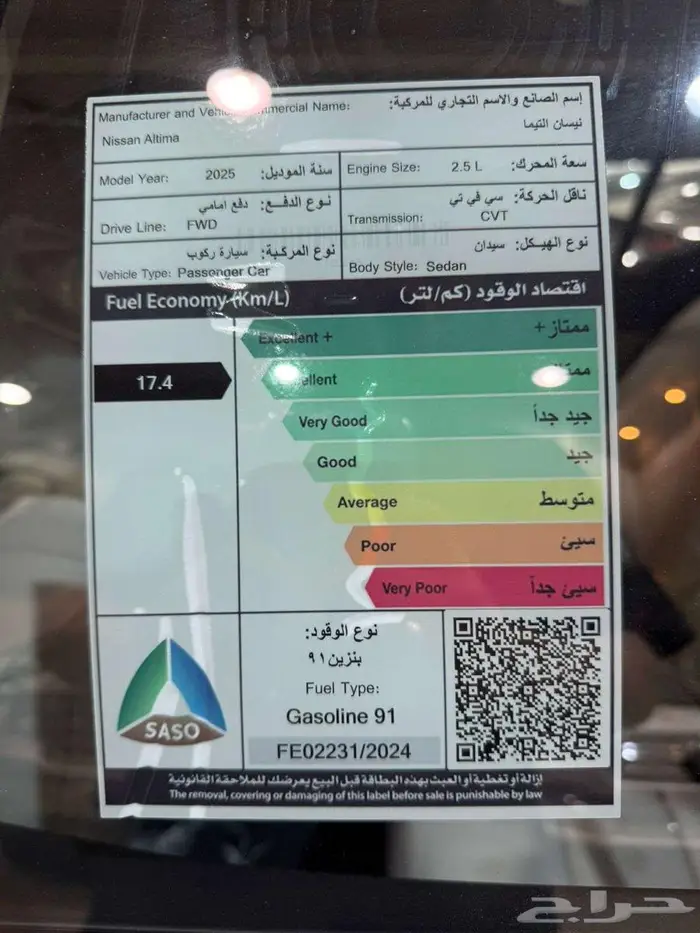 إسم الصانع والاسم التجاري للمركبة:
Manufacturer and Commercial Name:
نيسان التيما
Nissan Altima
Model Year: 2025 سنة الموديل:
Engine Size: 2.5 L سعة المحرك:
نوع الدفع: دفع امامي
Drive Line: FWD
ناقل الحركة: سي في تي
Transmission: CVT
نوع المركبة: سيارة ركوب
Vehicle Type: Passenger Car
نوع الهيكل: سيدان
Body Style: Sedan
Fuel Economy (Km/L) اقتصاد الوقود (كم/لتر)
17.4
Excellent + ممتاز +
Excellent
Very Good جيد جداً
Good جيد
Average متوسط
Poor سيئ
Very Poor سيئ جداً
نوع الوقود:
بنزين ٩١
Fuel Type:
Gasoline 91
FE02231/2024
SASO
إزالة أو تغطية أو العبث بهذه البطاقة قبل البيع يعرضك للملاحقة القانونية
The removal, covering or damaging of this label before sale is punishable by law
حراج